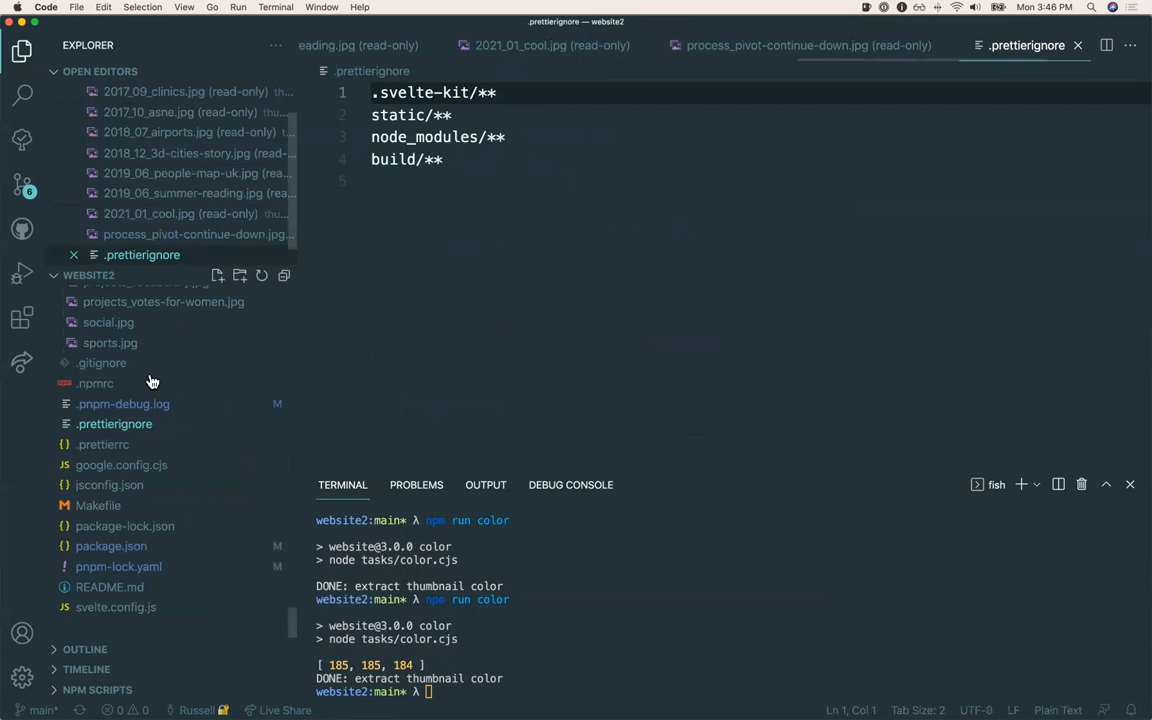 Code File Edit Selection View Go Run Terminal Window Help Mon 3:46 PM
.prettierignore — website2
EXPLORER
eading.jpg (read-only) 2021_01_cool.jpg (read-only) process_pivot-continue-down.jpg (read-only) .prettierignore
OPEN EDITORS
2017_09_clinics.jpg (read-only) thu...
2017_10_asne.jpg (read-only) thu...
2018_07_airports.jpg (read-only) t...
2018_12_3d-cities-story.jpg (read-...
2019_06_people-map-uk.jpg (rea...
2019_06_summer-reading.jpg (rea...
2021_01_cool.jpg (read-only) thu...
process_pivot-continue-down.jpg...
.prettierignore
WEBSITE2
projects_votes-for-women.jpg
social.jpg
sports.jpg
.gitignore
.npmrc
.pnpm-debug.log M
.prettierignore
.prettierrc
google.config.cjs
jsconfig.json
Makefile
package-lock.json
package.json M
pnpm-lock.yaml M
README.md
svelte.config.js
OUTLINE
TIMELINE
NPM SCRIPTS
6
.prettierignore
1 .svelte-kit/**
2 static/**
3 node_modules/**
4 build/**
5
TERMINAL PROBLEMS OUTPUT DEBUG CONSOLE fish
website2:main* λ npm run color
> website@3.0.0 color
> node tasks/color.cjs
DONE: extract thumbnail color
website2:main* λ npm run color
> website@3.0.0 color
> node tasks/color.cjs
[ 185, 185, 184 ]
DONE: extract thumbnail color
website2:main* λ
main* 0 0 Russell Live Share Ln 1, Col 1 Tab Size: 2 UTF-8 LF Plain Text